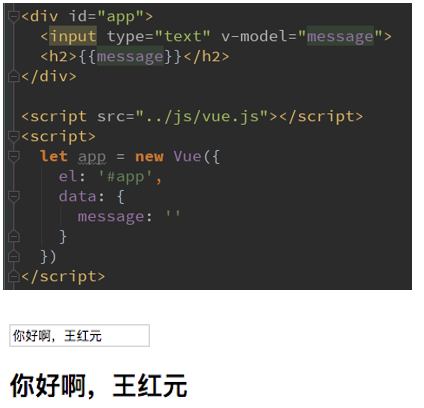 <div id="app">
  <input type="text" v-model="message">
  <h2>{{message}}</h2>
</div>

<script src="../js/vue.js"></script>
<script>
  let app = new Vue({
    el: '#app',
    data: {
      message: ''
    }
  })
</script>
你好啊，王红元
你好啊，王红元